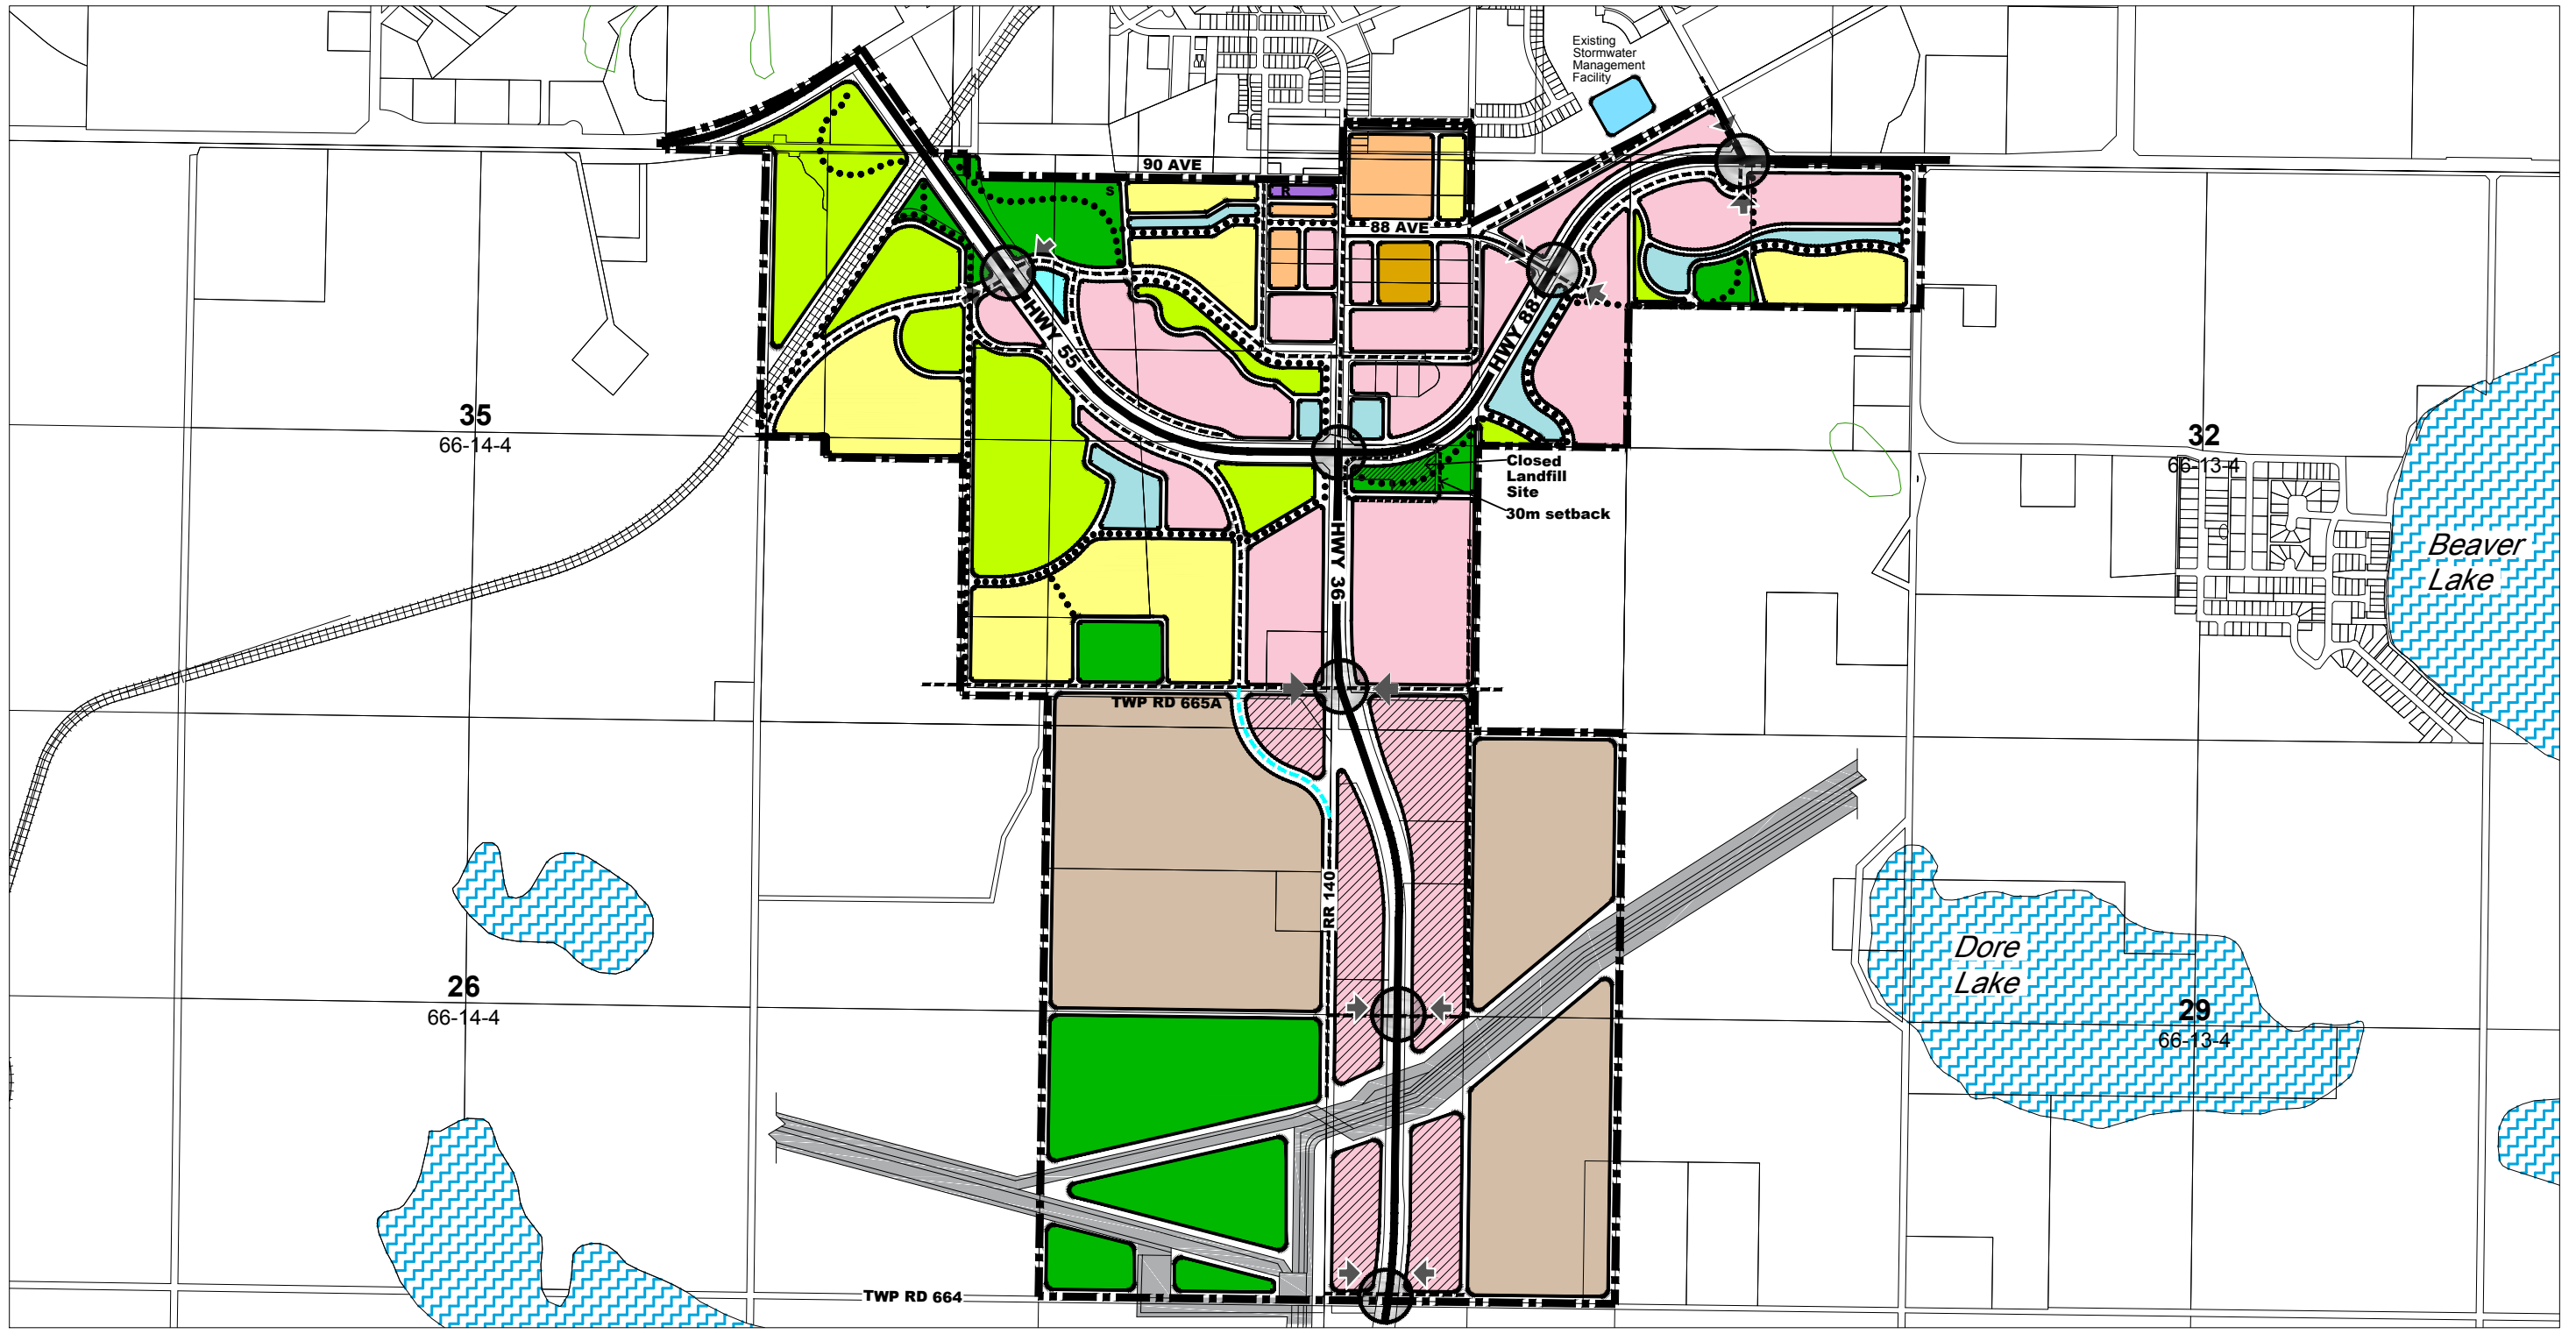 Existing
Stormwater
Management
Facility
90 AVE
S
R
88 AVE
HWY 55
HWY 88
35
66-14-4
32
66-13-4
Closed
Landfill
Site
30m setback
HWY 36
Beaver
Lake
TWP RD 665A
RR 140
Dore
Lake
26
66-14-4
29
66-13-4
TWP RD 664